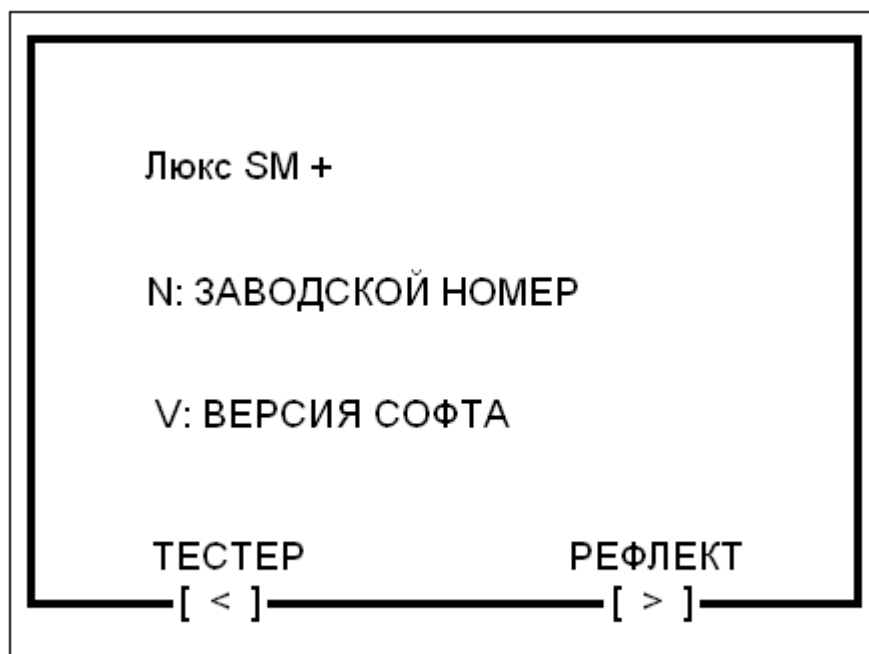 Люкс SM +
N: ЗАВОДСКОЙ НОМЕР
V: ВЕРСИЯ СОФТА
ТЕСТЕР РЕФЛЕКТ
[ < ] [ > ]